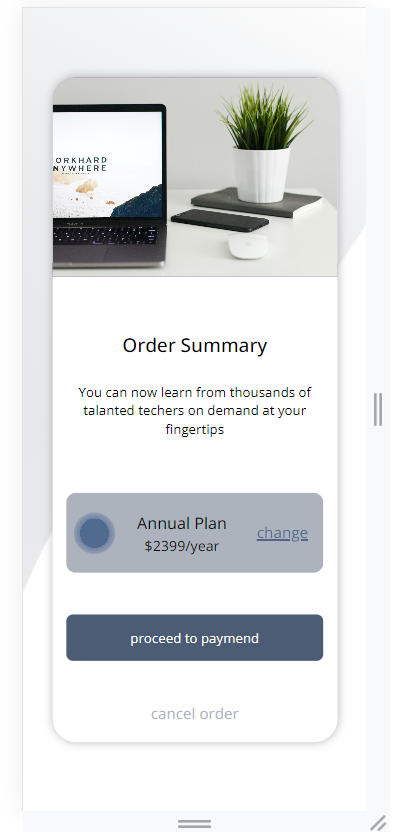 ORKHARD
NYWHERE
Order Summary
You can now learn from thousands of
talanted techers on demand at your
fingertips
Annual Plan
$2399/year
change
proceed to paymend
cancel order